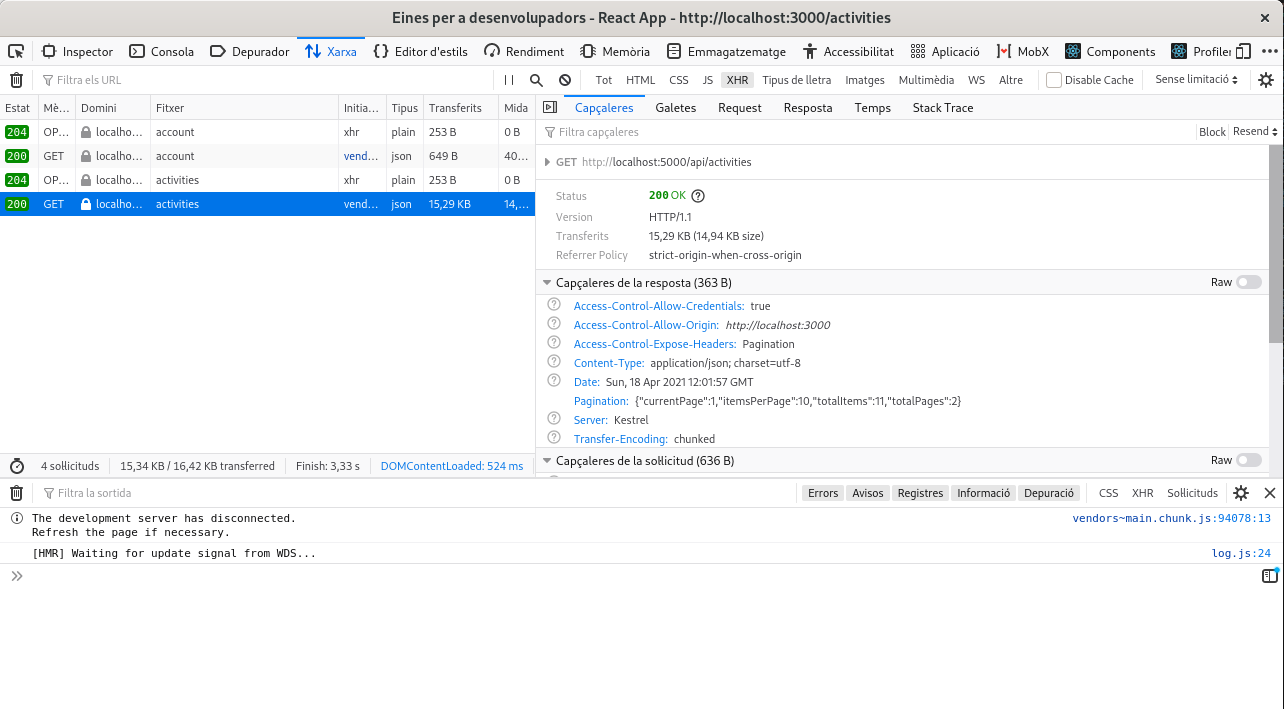 Eines per a desenvolupadors - React App - http://localhost:3000/activities
Inspector Consola Depurador Xarxa Editor d'estils Rendiment Memòria Emmagatzematge Accessibilitat Aplicació MobX Components Profiler
Filtra els URL Tot HTML CSS JS XHR Tipus de lletra Imatges Multimèdia WS Altre Disable Cache Sense limitació
Estat Mè... Domini Fitxer Initia... Tipus Transferits Mida
204 OP... localho... account xhr plain 253 B 0 B
200 GET localho... account vend... json 649 B 40...
204 OP... localho... activities xhr plain 253 B 0 B
200 GET localho... activities vend... json 15,29 KB 14,...
4 sol·licituds 15,34 KB / 16,42 KB transferred Finish: 3,33 s DOMContentLoaded: 524 ms
Capçaleres Galetes Request Resposta Temps Stack Trace
Filtra capçaleres Block Resend
GET http://localhost:5000/api/activities
Status 200 OK
Version HTTP/1.1
Transferits 15,29 KB (14,94 KB size)
Referrer Policy strict-origin-when-cross-origin
Capçaleres de la resposta (363 B) Raw
Access-Control-Allow-Credentials: true
Access-Control-Allow-Origin: http://localhost:3000
Access-Control-Expose-Headers: Pagination
Content-Type: application/json; charset=utf-8
Date: Sun, 18 Apr 2021 12:01:57 GMT
Pagination: {"currentPage":1,"itemsPerPage":10,"totalItems":11,"totalPages":2}
Server: Kestrel
Transfer-Encoding: chunked
Capçaleres de la sol·licitud (636 B) Raw
Filtra la sortida Errors Avisos Registres Informació Depuració CSS XHR Sol·licituds
The development server has disconnected. vendors~main.chunk.js:94078:13
Refresh the page if necessary.
[HMR] Waiting for update signal from WDS... log.js:24